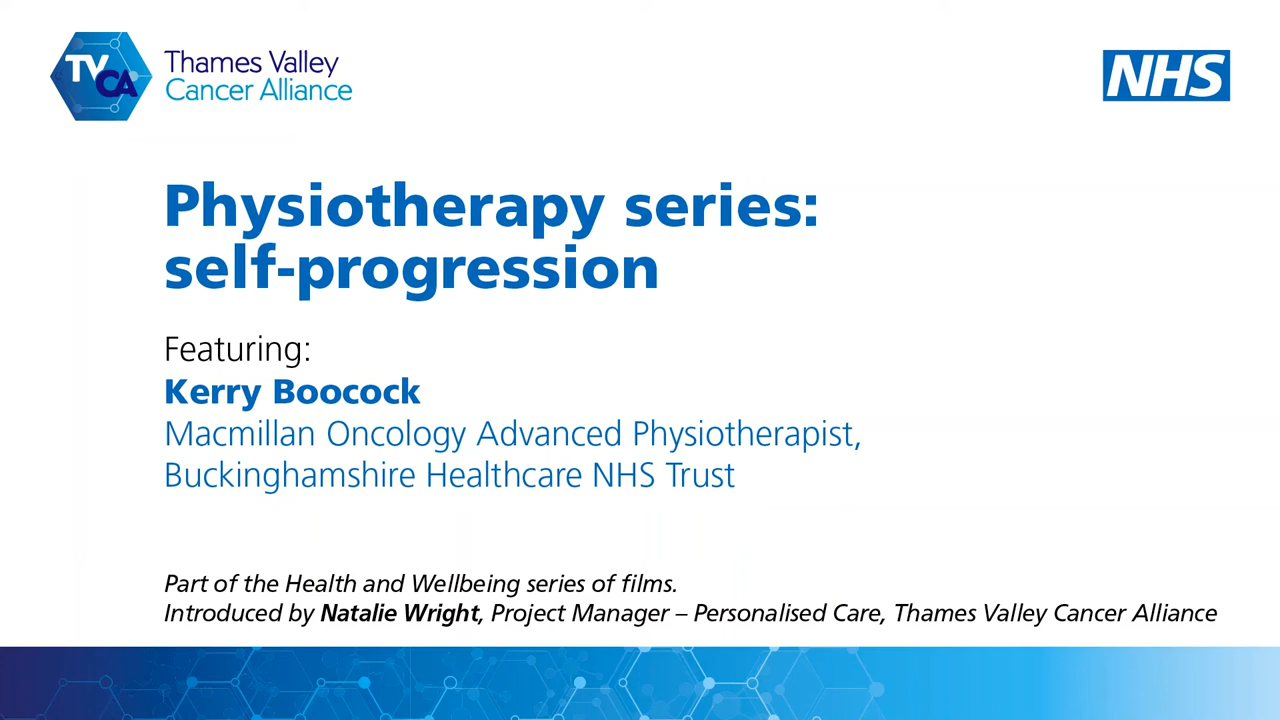 TV
CA
Thames Valley
Cancer Alliance
NHS
Physiotherapy series:
self-progression
Featuring:
Kerry Boocock
Macmillan Oncology Advanced Physiotherapist,
Buckinghamshire Healthcare NHS Trust
Part of the Health and Wellbeing series of films.
Introduced by Natalie Wright, Project Manager – Personalised Care, Thames Valley Cancer Alliance